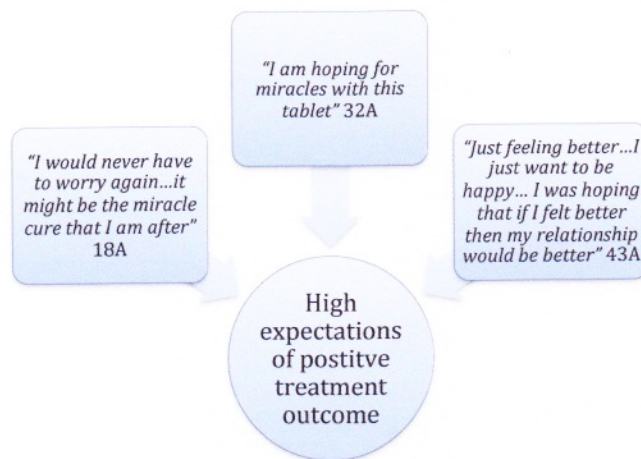 “I am hoping for
miracles with this
tablet” 32A
“I would never have
to worry again…it
might be the miracle
cure that I am after”
18A
“Just feeling better…I
just want to be
happy… I was hoping
that if I felt better
then my relationship
would be better” 43A
High
expectations
of postitve
treatment
outcome